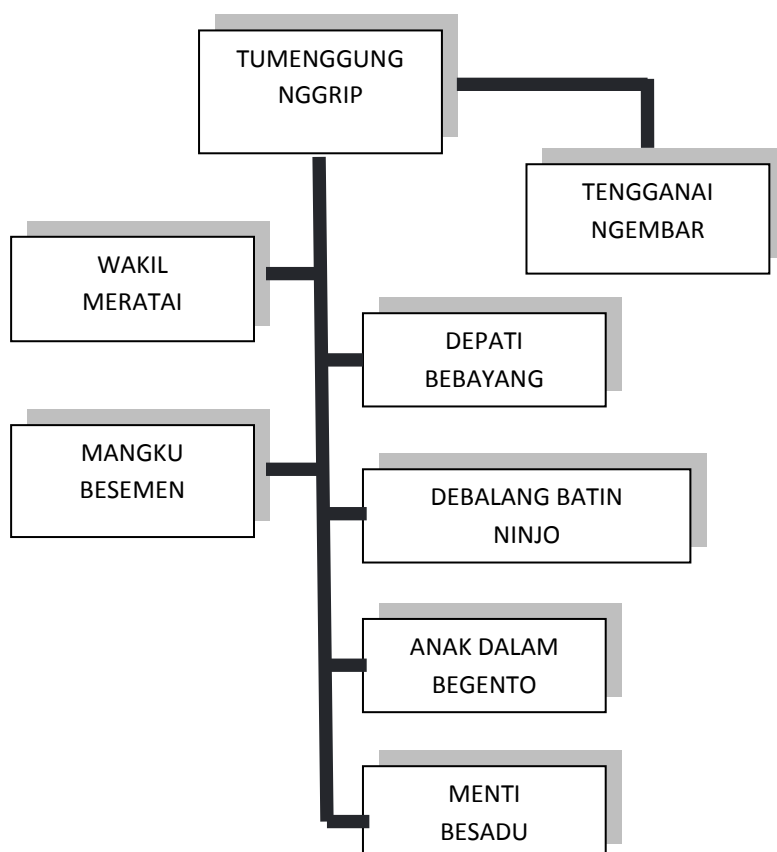 TUMENGGUNG
NGGRIP
TENGGANAI
NGEMBAR
WAKIL
MERATAI
DEPATI
BEBAYANG
MANGKU
BESEMEN
DEBALANG BATIN
NINJO
ANAK DALAM
BEGENTO
MENTI
BESADU